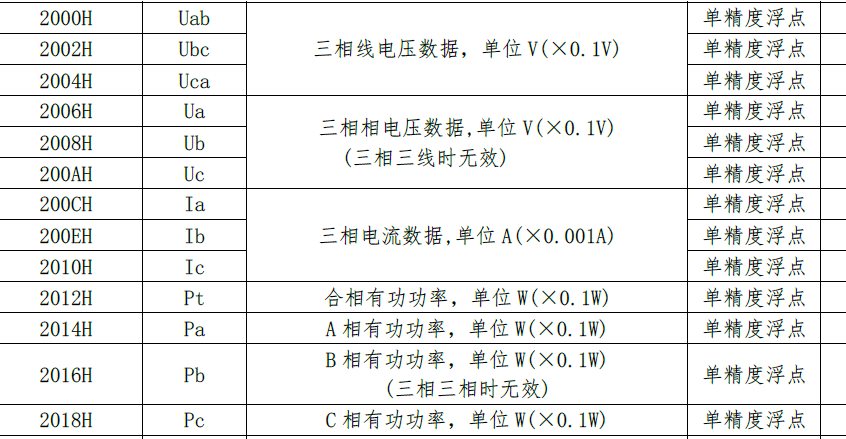 2000H Uab 单精度浮点
2002H Ubc 三相线电压数据, 单位 V(×0.1V) 单精度浮点
2004H Uca 单精度浮点
2006H Ua 单精度浮点
三相相电压数据,单位 V(×0.1V)
2008H Ub 单精度浮点
(三相三线时无效)
200AH Uc 单精度浮点
200CH Ia 单精度浮点
200EH Ib 三相电流数据,单位 A(×0.001A) 单精度浮点
2010H Ic 单精度浮点
2012H Pt 合相有功功率, 单位 W(×0.1W) 单精度浮点
2014H Pa A 相有功功率, 单位 W(×0.1W) 单精度浮点
B 相有功功率, 单位 W(×0.1W)
2016H Pb 单精度浮点
(三相三相时无效)
2018H Pc C 相有功功率, 单位 W(×0.1W) 单精度浮点